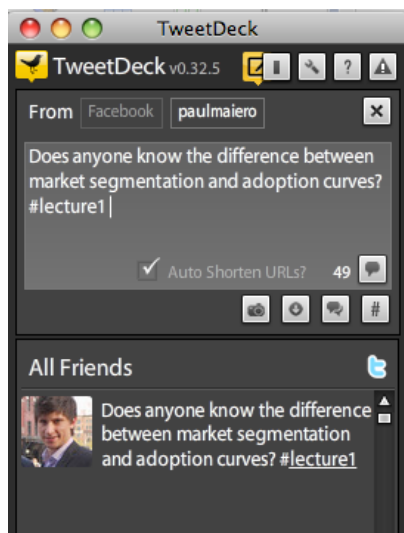 TweetDeck
TweetDeck v0.32.5
?
From Facebook paulmaiero
Does anyone know the difference between
market segmentation and adoption curves?
#lecture1
Auto Shorten URLs? 49
#
All Friends
Does anyone know the difference
between market segmentation
and adoption curves? #lecture1